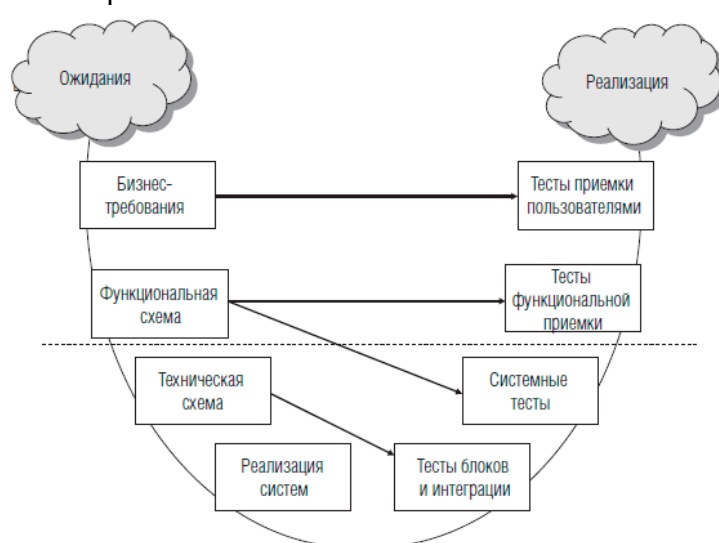 Ожидания
Реализация
Бизнес-
требования
Тесты приемки
пользователями
Функциональная
схема
Тесты
функциональной
приемки
Техническая
схема
Системные
тесты
Реализация
систем
Тесты блоков
и интеграции